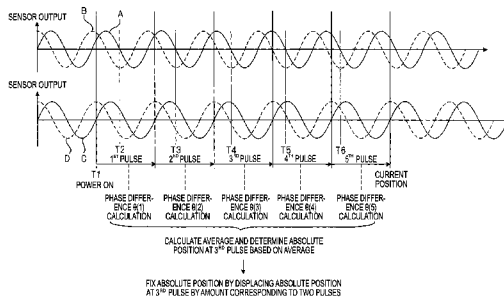 B
A
SENSOR OUTPUT
SENSOR OUTPUT
T2
T3
T4
T5
T6
D
C
1ST PULSE
2ND PULSE
3RD PULSE
4TH PULSE
5TH PULSE
T1
POWER ON
CURRENT
POSITION
PHASE DIFFER-
ENCE θ(1)
CALCULATION
PHASE DIFFER-
ENCE θ(2)
CALCULATION
PHASE DIFFER-
ENCE θ(3)
CALCULATION
PHASE DIFFER-
ENCE θ(4)
CALCULATION
PHASE DIFFER-
ENCE θ(5)
CALCULATION
CALCULATE AVERAGE AND DETERMINE ABSOLUTE
POSITION AT 3RD PULSE BASED ON AVERAGE
FIX ABSOLUTE POSITION BY DISPLACING ABSOLUTE POSITION
AT 3RD PULSE BY AMOUNT CORRESPONDING TO TWO PULSES